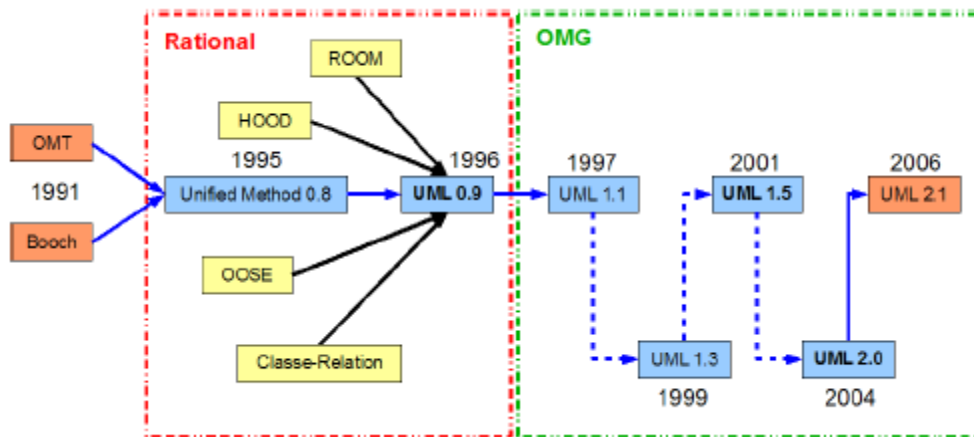 Rational
OMG
ROOM
HOOD
OMT
1991
Booch
1995
Unified Method 0.8
1996
UML 0.9
OOSE
Classe-Relation
1997
UML 1.1
2001
UML 1.5
2006
UML 2.1
UML 1.3
1999
UML 2.0
2004